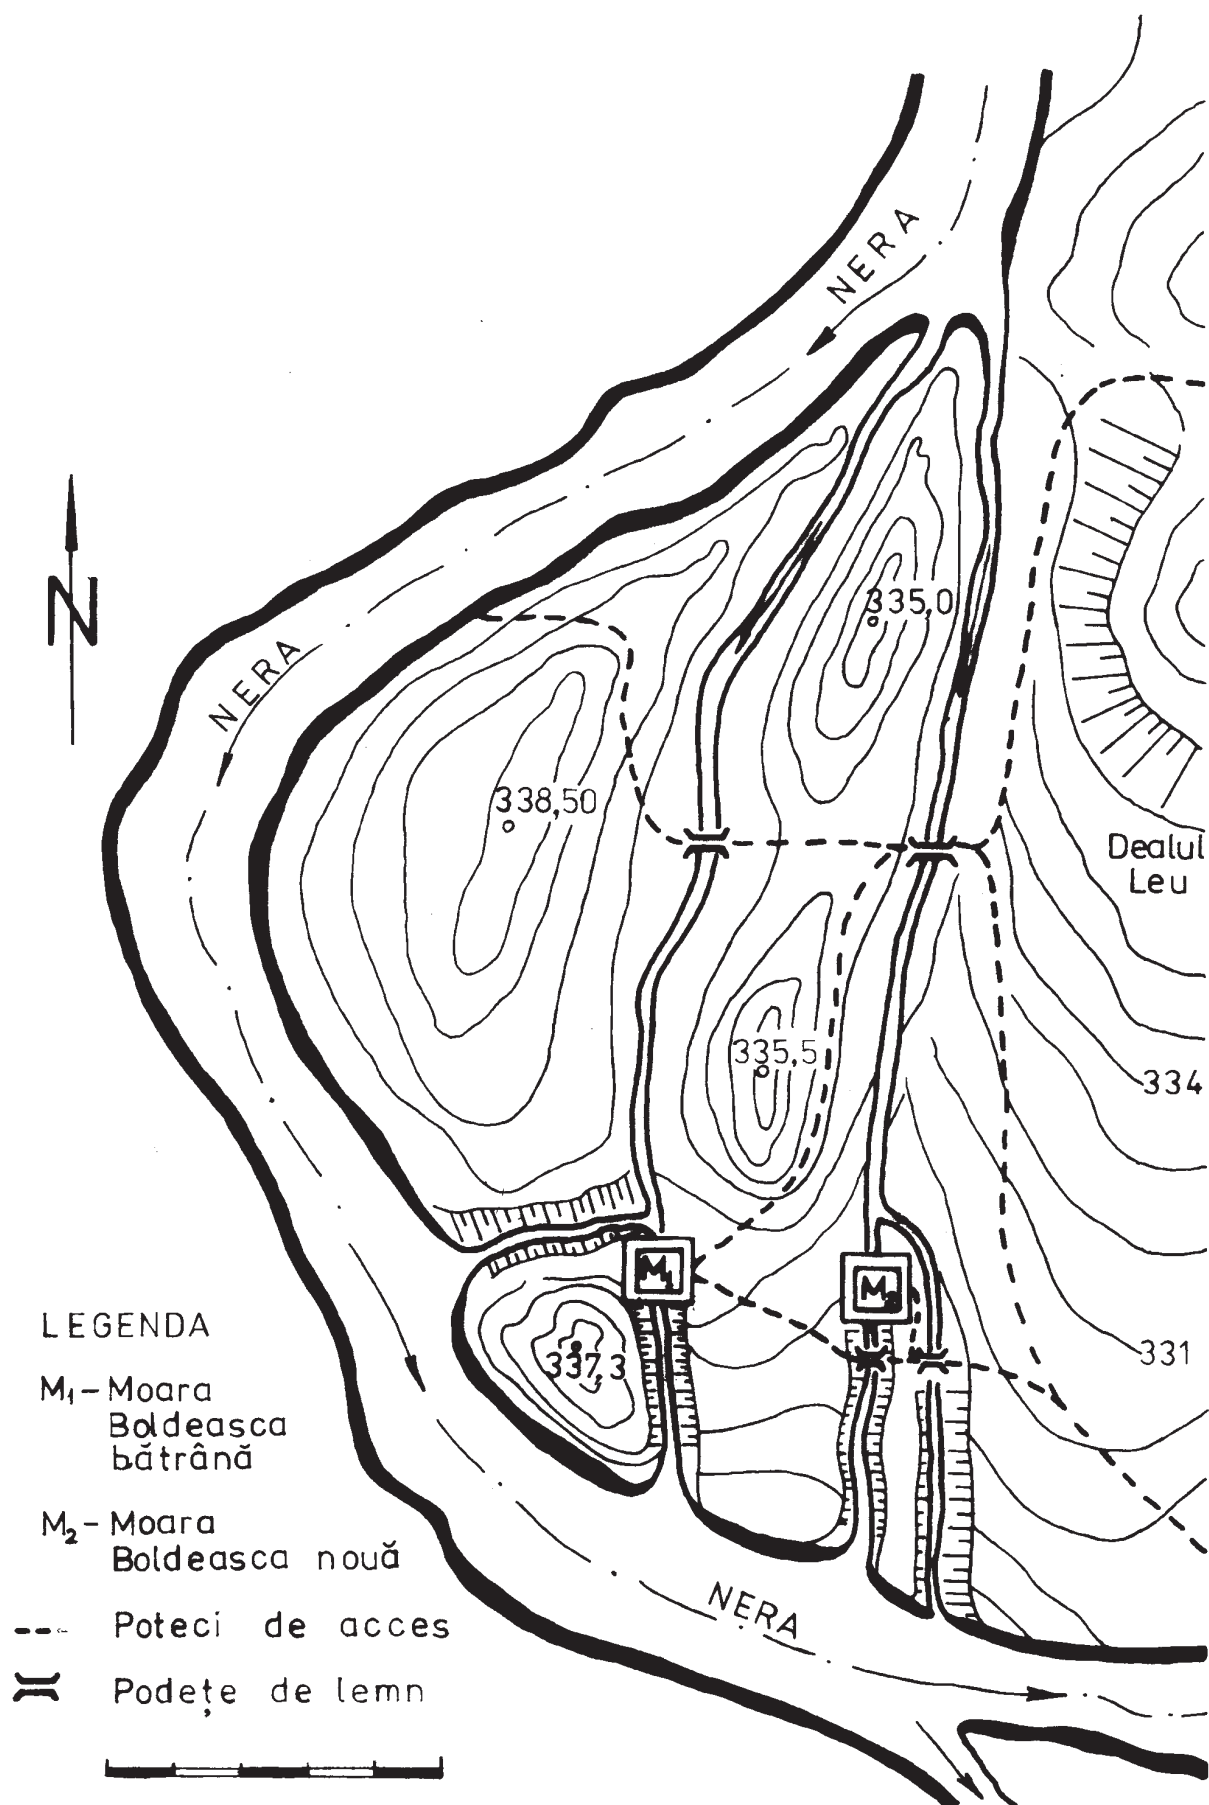 NERA
335,0
N
NERA
338,50
Dealul
Leu
335,5
334
M1
M2
337,3
331
LEGENDA
M1-Moara
Boldeasca
bătrână
M2-Moara
Boldeasca nouă
Poteci de acces
Podețe de lemn
NERA